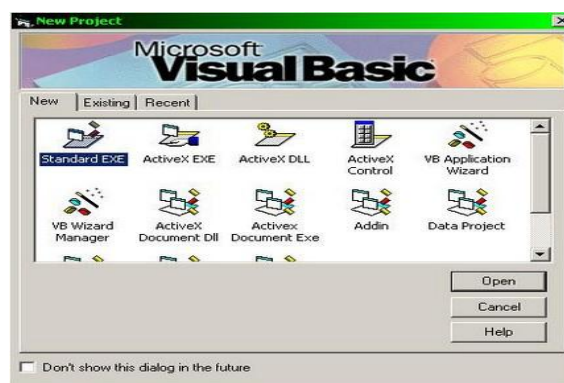 New Project
Microsoft
Visual Basic
New Existing Recent
Standard EXE ActiveX EXE ActiveX DLL ActiveX Control VB Application Wizard
VB Wizard Manager ActiveX Document Dll Activex Document Exe Addin Data Project
Open
Cancel
Help
Don't show this dialog in the future